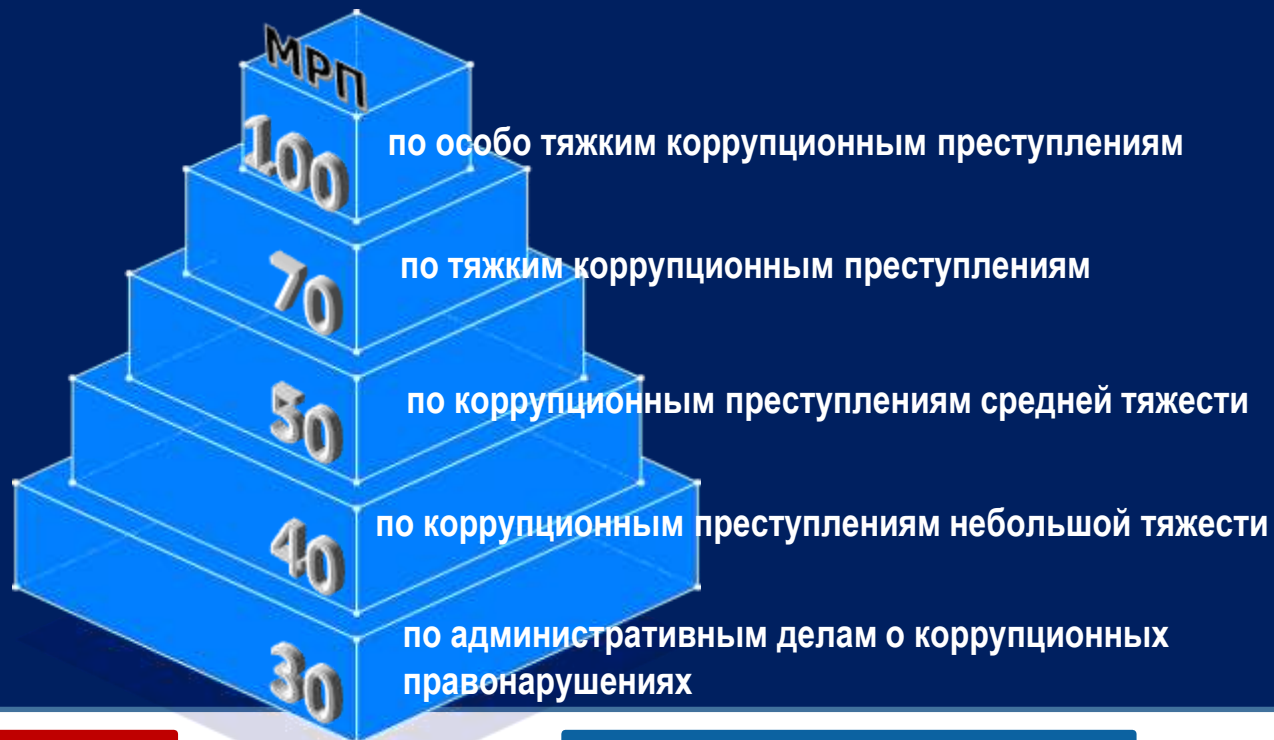 МРП
100
по особо тяжким коррупционным преступлениям
70
по тяжким коррупционным преступлениям
50
по коррупционным преступлениям средней тяжести
40
по коррупционным преступлениям небольшой тяжести
30
по административным делам о коррупционных
правонарушениях